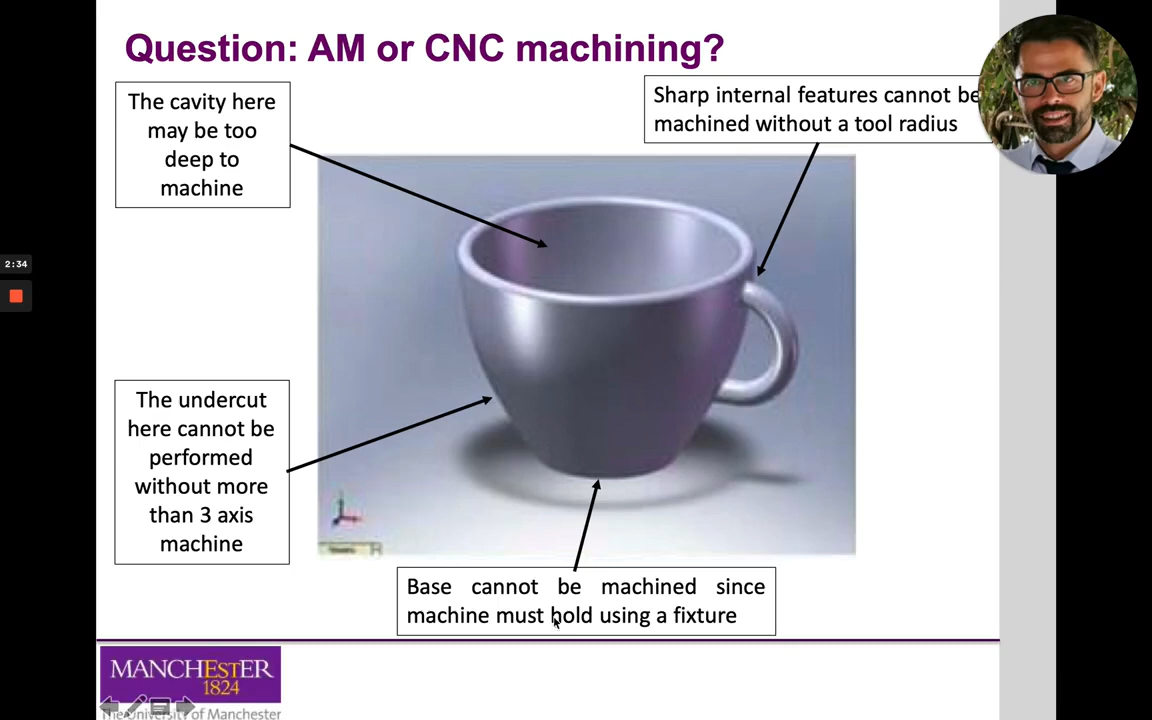 Question: AM or CNC machining?
The cavity here
may be too
deep to
machine
Sharp internal features cannot be
machined without a tool radius
2:34
The undercut
here cannot be
performed
without more
than 3 axis
machine
Base cannot be machined since
machine must hold using a fixture
MANCHESTER
1824
The University of Manchester